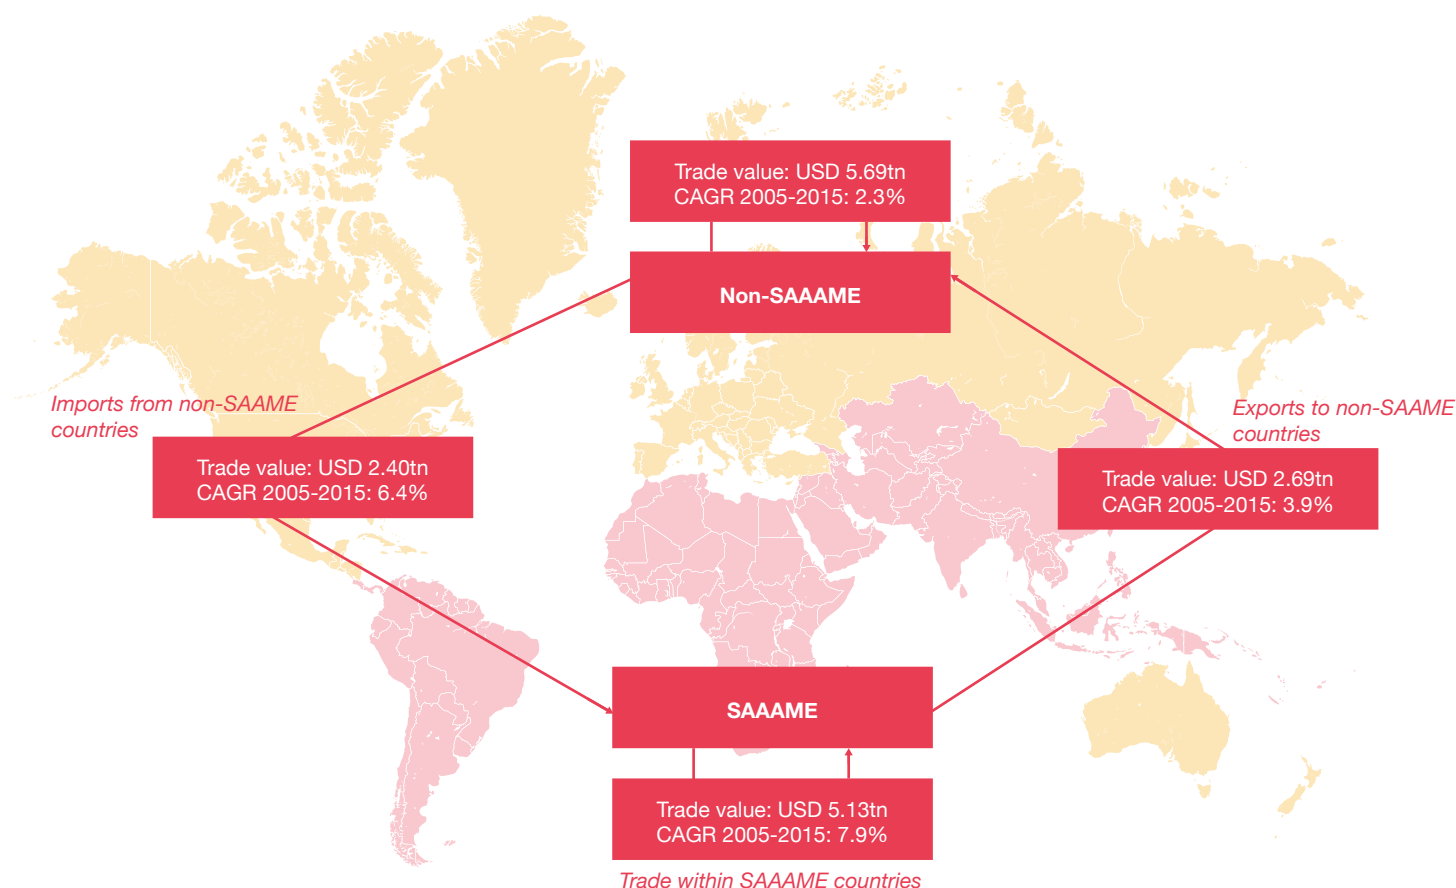 Trade value: USD 5.69tn
CAGR 2005-2015: 2.3%
Non-SAAAME
Imports from non-SAAME
countries
Trade value: USD 2.40tn
CAGR 2005-2015: 6.4%
Exports to non-SAAME
countries
Trade value: USD 2.69tn
CAGR 2005-2015: 3.9%
SAAAME
Trade value: USD 5.13tn
CAGR 2005-2015: 7.9%
Trade within SAAAME countries